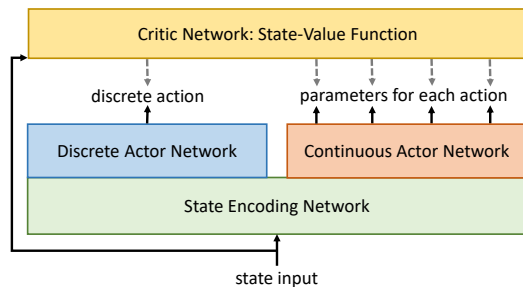 Critic Network: State-Value Function
discrete action
parameters for each action
Discrete Actor Network
Continuous Actor Network
State Encoding Network
state input